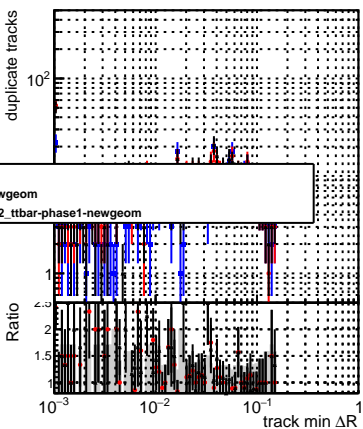 duplicate tracks
10²
wgeom
2_ttbar-phase1-newgeom
1
Ratio
2.5
2
1.5
1
10⁻³
10⁻²
10⁻¹
1
track min ΔR